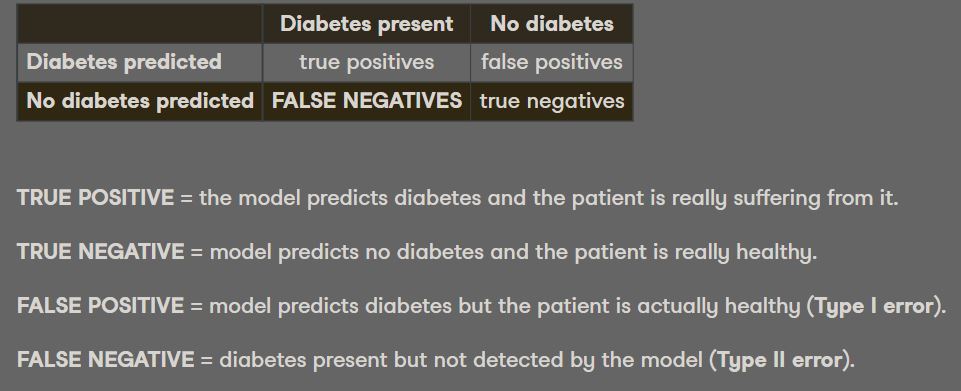 Diabetes present No diabetes
Diabetes predicted true positives false positives
No diabetes predicted FALSE NEGATIVES true negatives
TRUE POSITIVE = the model predicts diabetes and the patient is really suffering from it.
TRUE NEGATIVE = model predicts no diabetes and the patient is really healthy.
FALSE POSITIVE = model predicts diabetes but the patient is actually healthy (Type I error).
FALSE NEGATIVE = diabetes present but not detected by the model (Type II error).